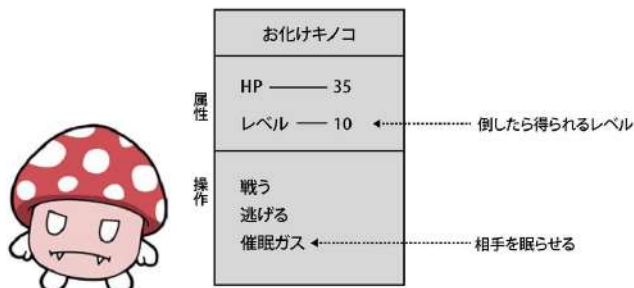 お化けキノコ
属性
HP ── 35
レベル ── 10
倒したら得られるレベル
操作
戦う
逃げる
催眠ガス
相手を眠らせる